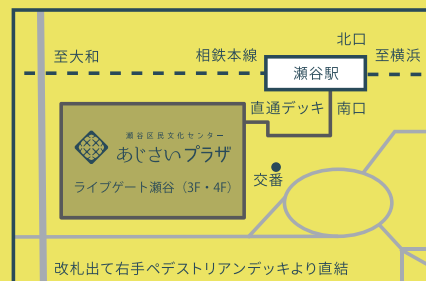 北口
至大和
相鉄本線
至横浜
瀬谷駅
直通デッキ
南口
瀬谷区民文化センター
あじさいプラザ
ライブゲート瀬谷（3F・4F）
交番
改札出て右手ペデストリアンデッキより直結